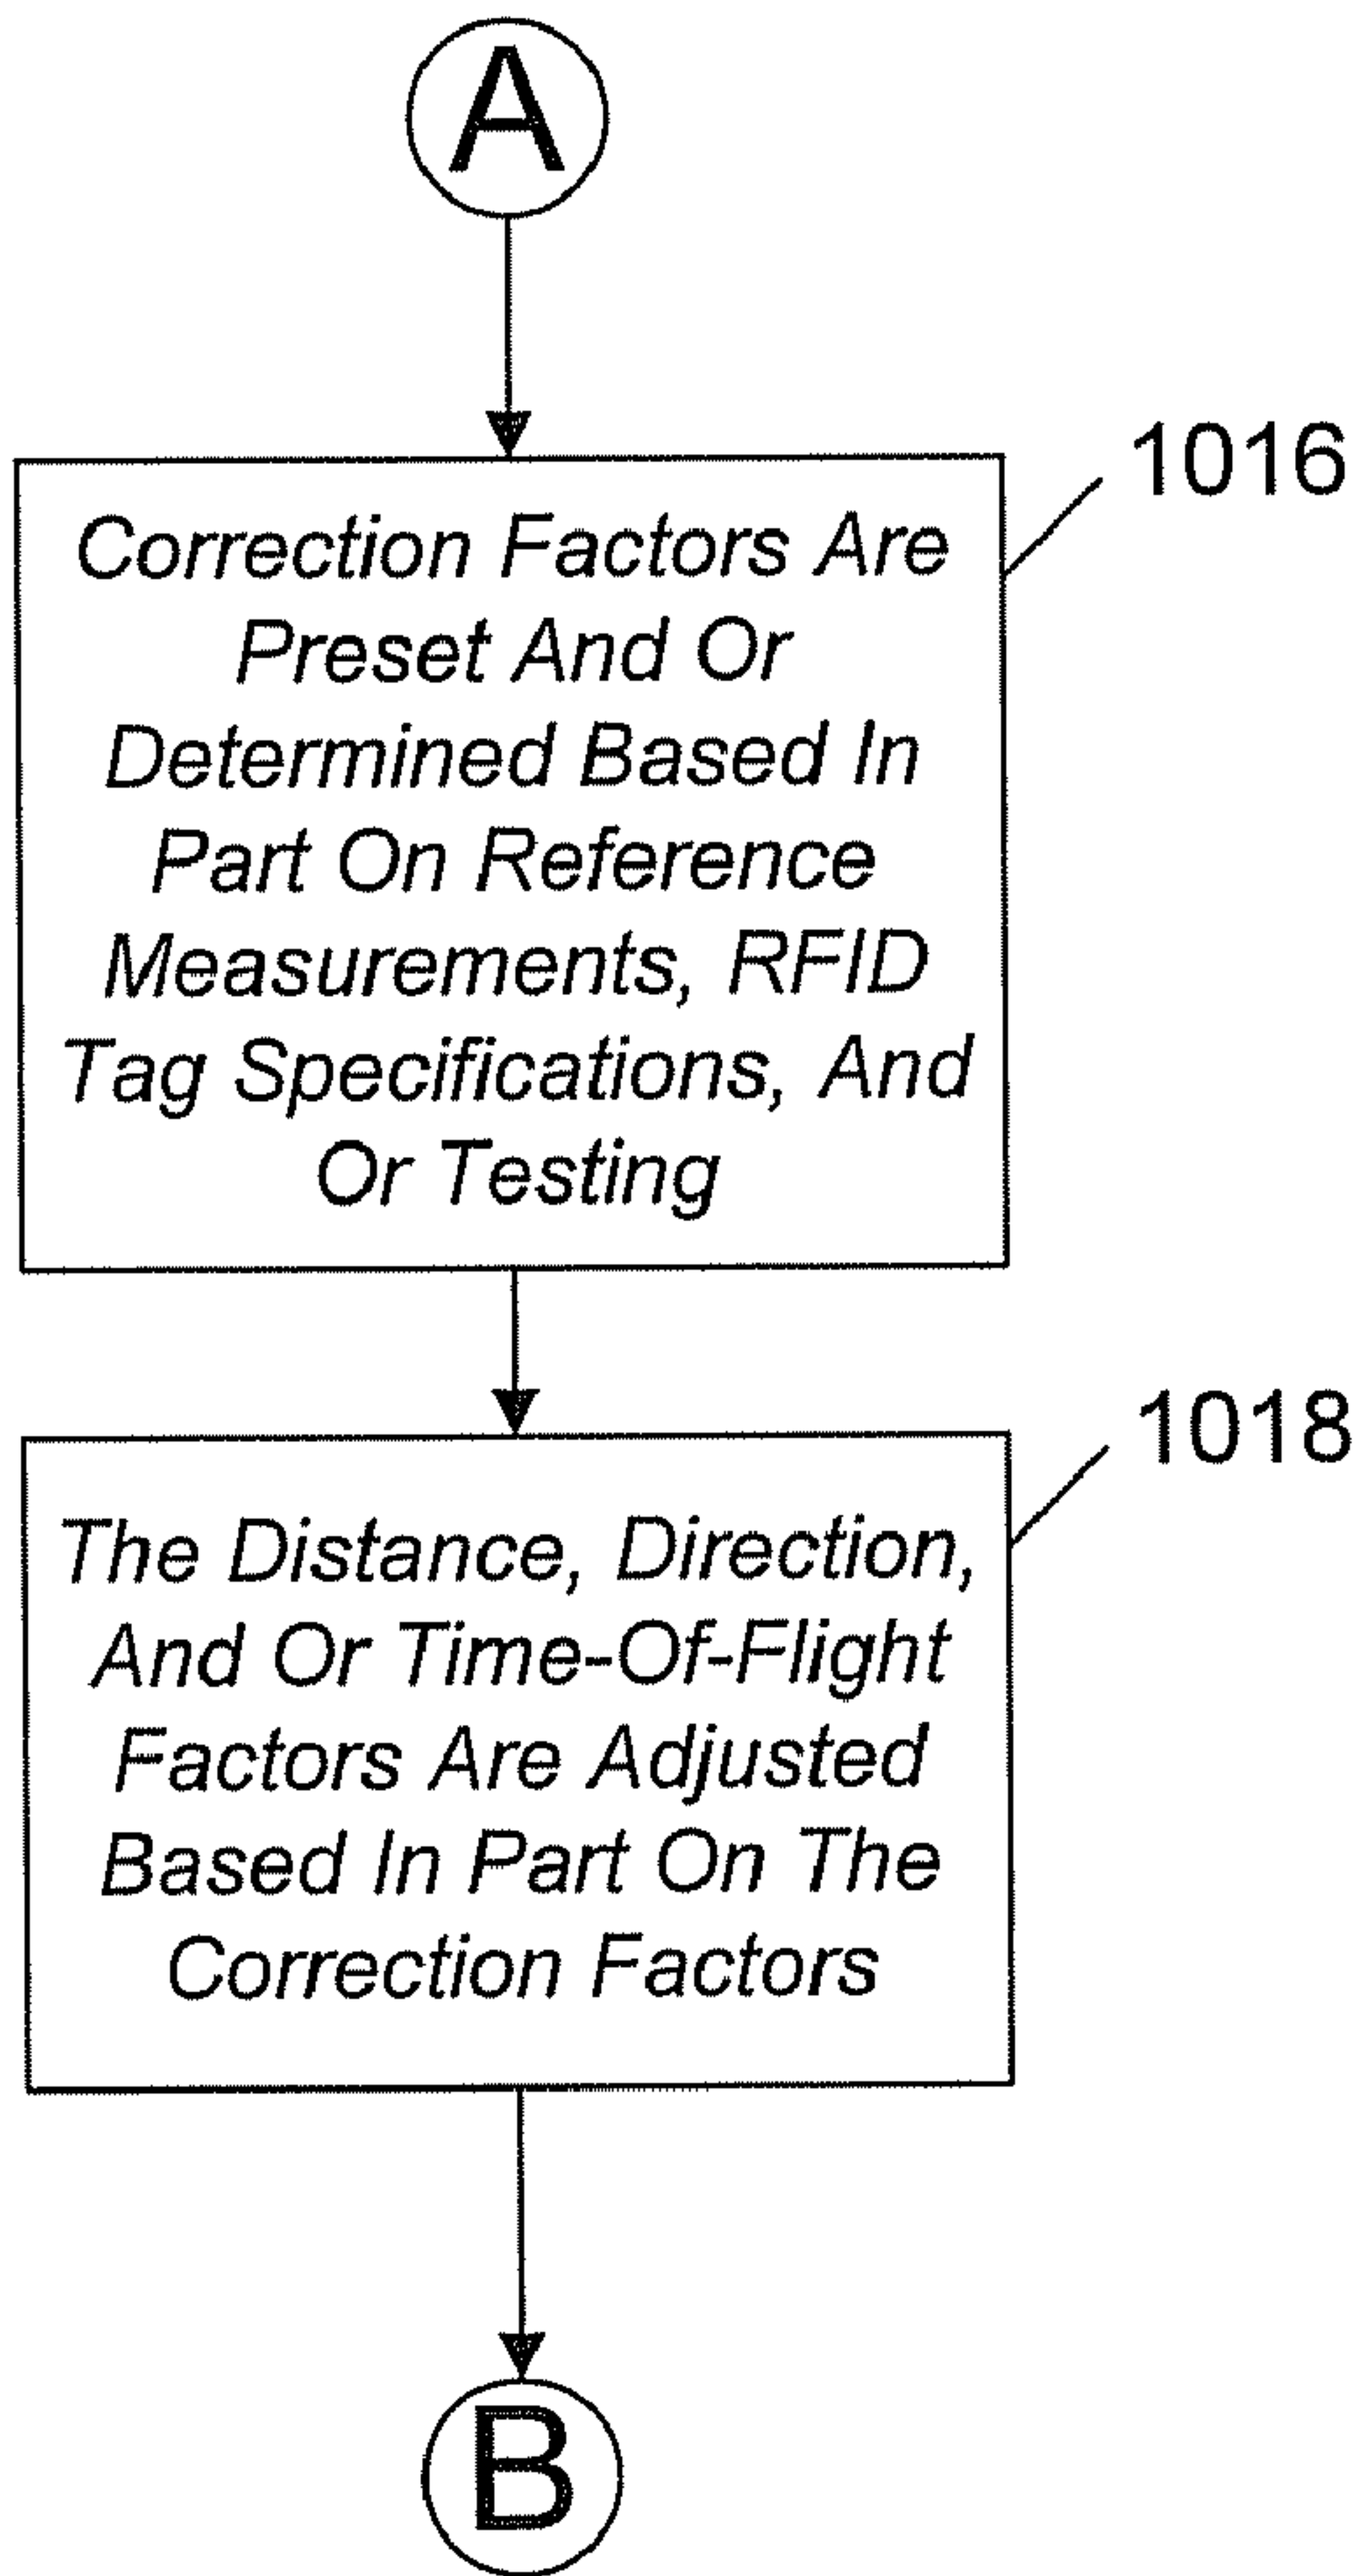 A
1016
Correction Factors Are
Preset And Or
Determined Based In
Part On Reference
Measurements, RFID
Tag Specifications, And
Or Testing
1018
The Distance, Direction,
And Or Time-Of-Flight
Factors Are Adjusted
Based In Part On The
Correction Factors
B